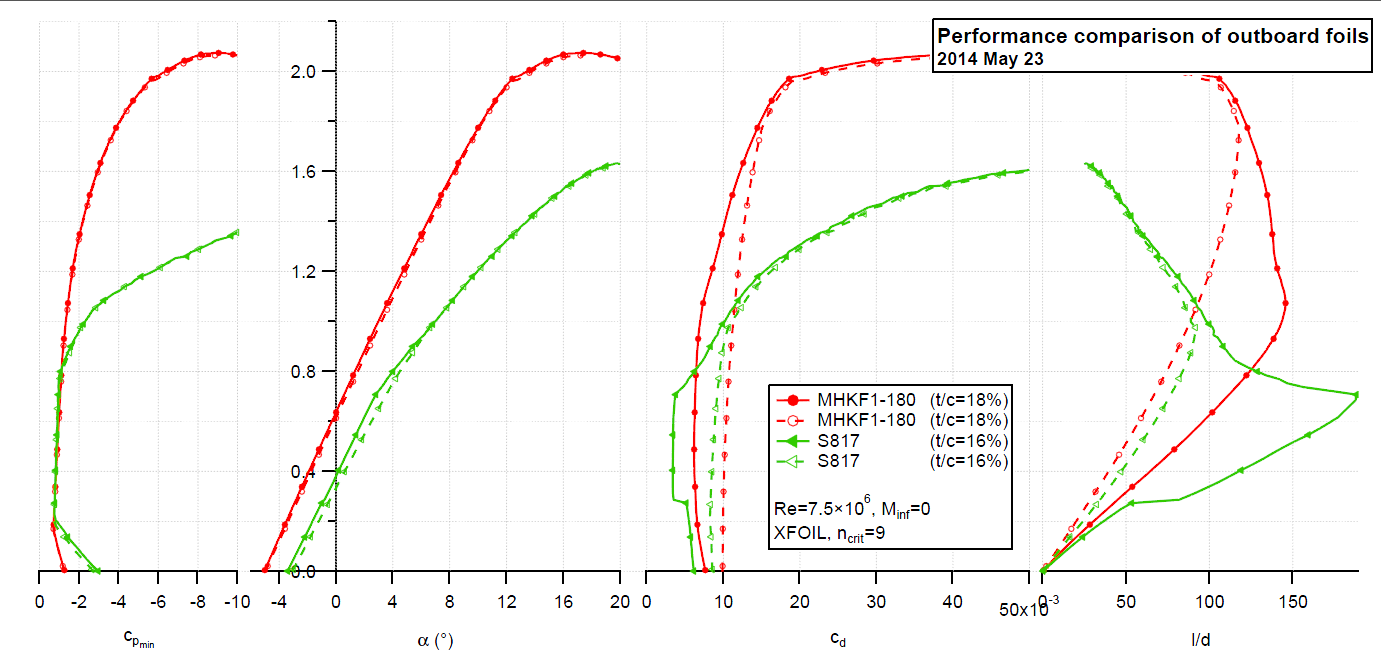 Performance comparison of outboard foils
2014 May 23
2.0
1.6
1.2
0.8
0.4
0.0
MHKF1-180 (t/c=18%)
MHKF1-180 (t/c=18%)
S817 (t/c=16%)
S817 (t/c=16%)
Re=7.5×10⁶, M_inf=0
XFOIL, n_crit=9
0 -2 -4 -6 -8 -10
-4 0 4 8 12 16 20
0 10 20 30 40 50x10⁻³
0 50 100 150
c_p_min
α (°)
c_d
l/d